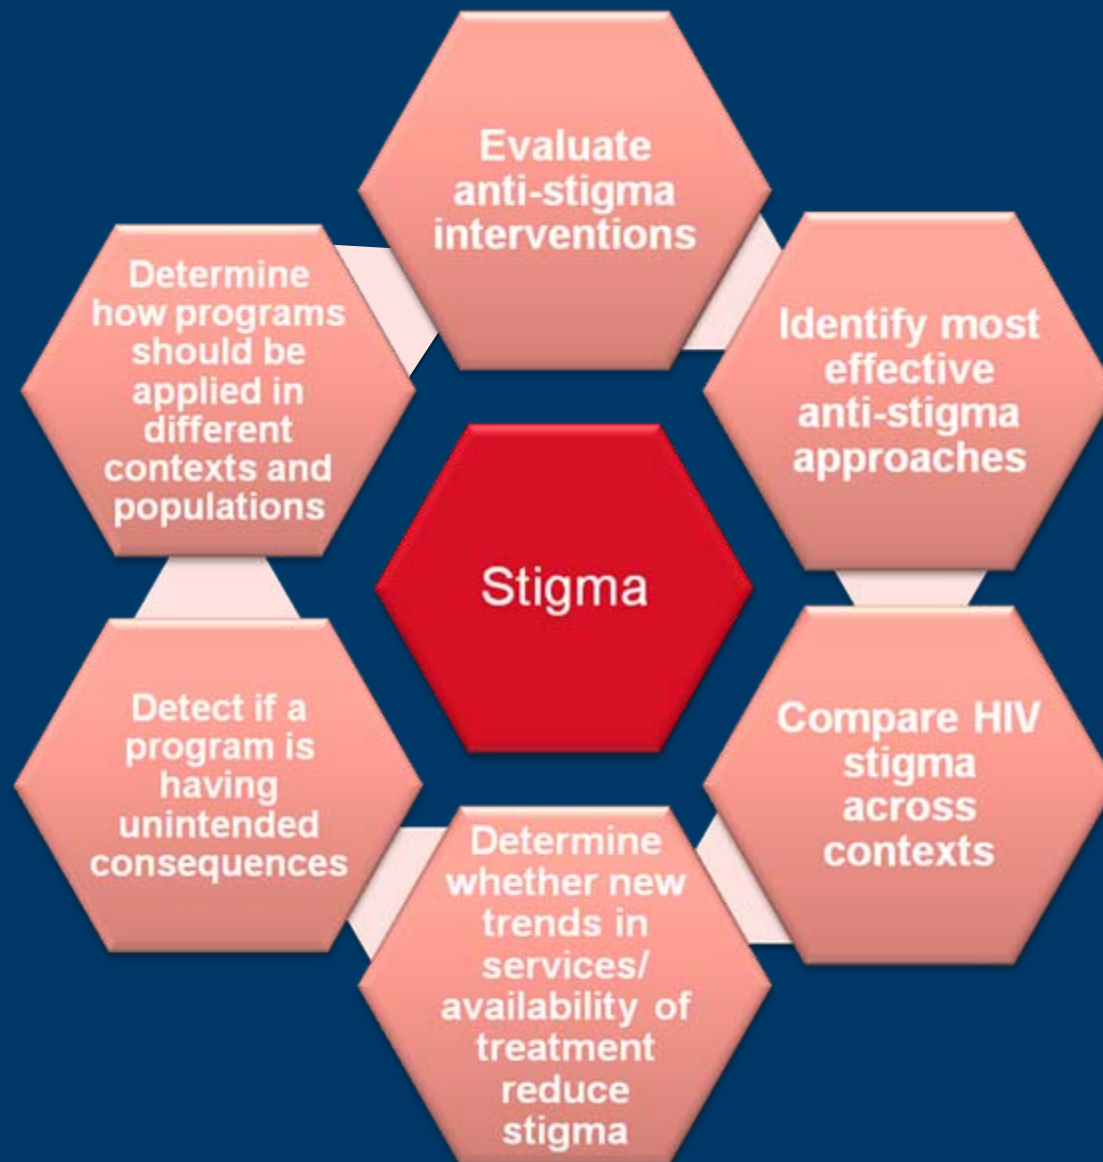 Evaluate
anti-stigma
interventions
Identify most
effective
anti-stigma
approaches
Compare HIV
stigma
across
contexts
Determine
whether new
trends in
services/
availability of
treatment
reduce
stigma
Detect if a
program is
having
unintended
consequences
Determine
how programs
should be
applied in
different
contexts and
populations
Stigma